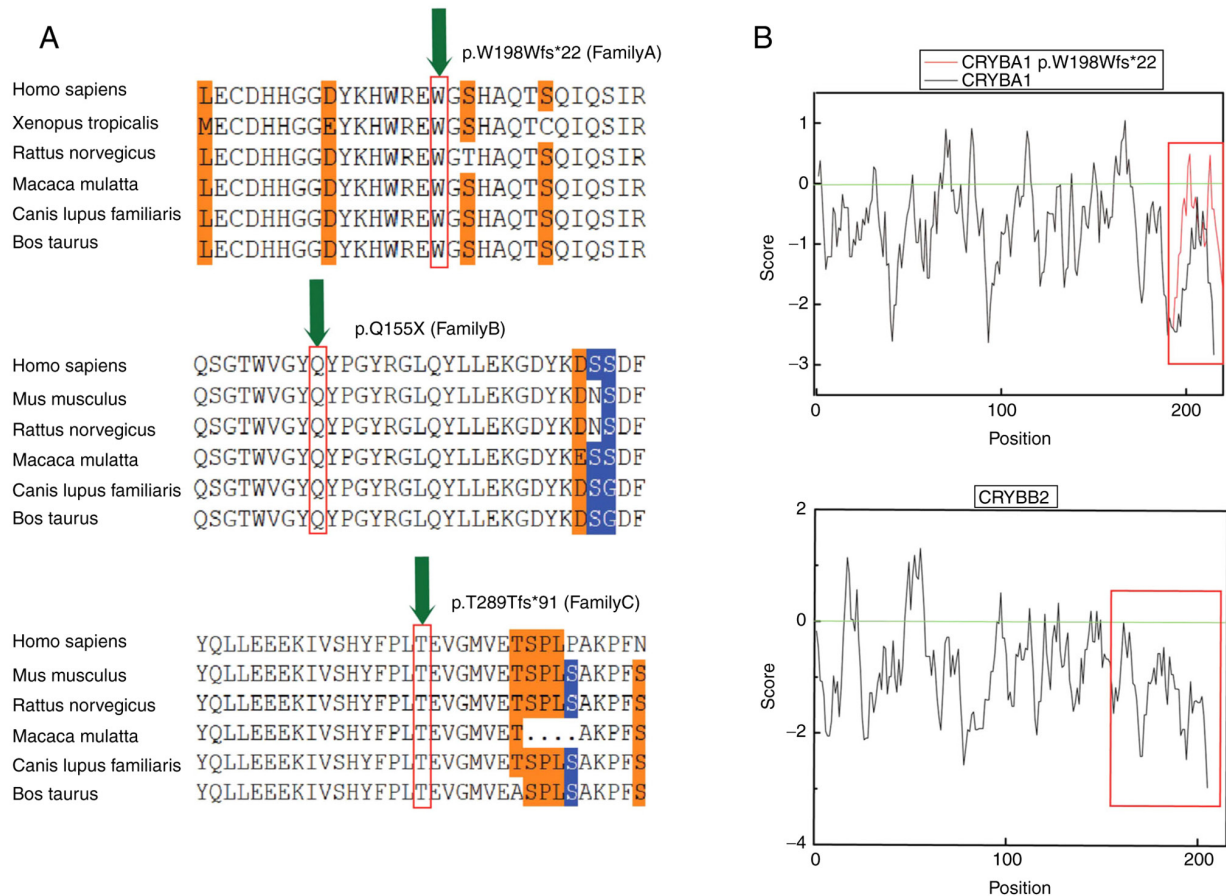 A
p.W198Wfs*22 (FamilyA)
Homo sapiens LECDHHGGDYKHWREWGSHAQTSQIQSIR
Xenopus tropicalis MECDHHGGEYKHWREWGSHAQTCQIQSIR
Rattus norvegicus LECDHHGGDYKHWREWGTHAQTSQIQSIR
Macaca mulatta LECDHHGGDYKHWREWGSHAQTSQIQSIR
Canis lupus familiaris LECDHHGGDYKHWREWGSHAQTSQIQSIR
Bos taurus LECDHHGGDYKHWREWGSHAQTSQIQSIR
p.Q155X (FamilyB)
Homo sapiens QSGTWVGYQYPGYRGLQYLLEKGDYKDSSDF
Mus musculus QSGTWVGYQYPGYRGLQYLLEKGDYKDNSDF
Rattus norvegicus QSGTWVGYQYPGYRGLQYLLEKGDYKDNSDF
Macaca mulatta QSGTWVGYQYPGYRGLQYLLEKGDYKESSDF
Canis lupus familiaris QSGTWVGYQYPGYRGLQYLLEKGDYKDSGDF
Bos taurus QSGTWVGYQYPGYRGLQYLLEKGDYKDSGDF
p.T289Tfs*91 (FamilyC)
Homo sapiens YQLLEEEKIVSHYFPLTEVGMVETSPLPAKPFN
Mus musculus YQLLEEEKIVSHYFPLTEVGMVETSPLSAKPFS
Rattus norvegicus YQLLEEEKIVSHYFPLTEVGMVETSPLSAKPFS
Macaca mulatta YQLLEEEKIVSHYFPLTEVGMVET....AKPFS
Canis lupus familiaris YQLLEEEKIVSHYFPLTEVGMVETSPLSAKPFS
Bos taurus YQLLEEEKIVSHYFPLTEVGMVEASPLSAKPFS
B
CRYBA1 p.W198Wfs*22
CRYBA1
1
0
−1
−2
−3
Score
0 100 200
Position
CRYBB2
2
0
−2
−4
Score
0 100 200
Position